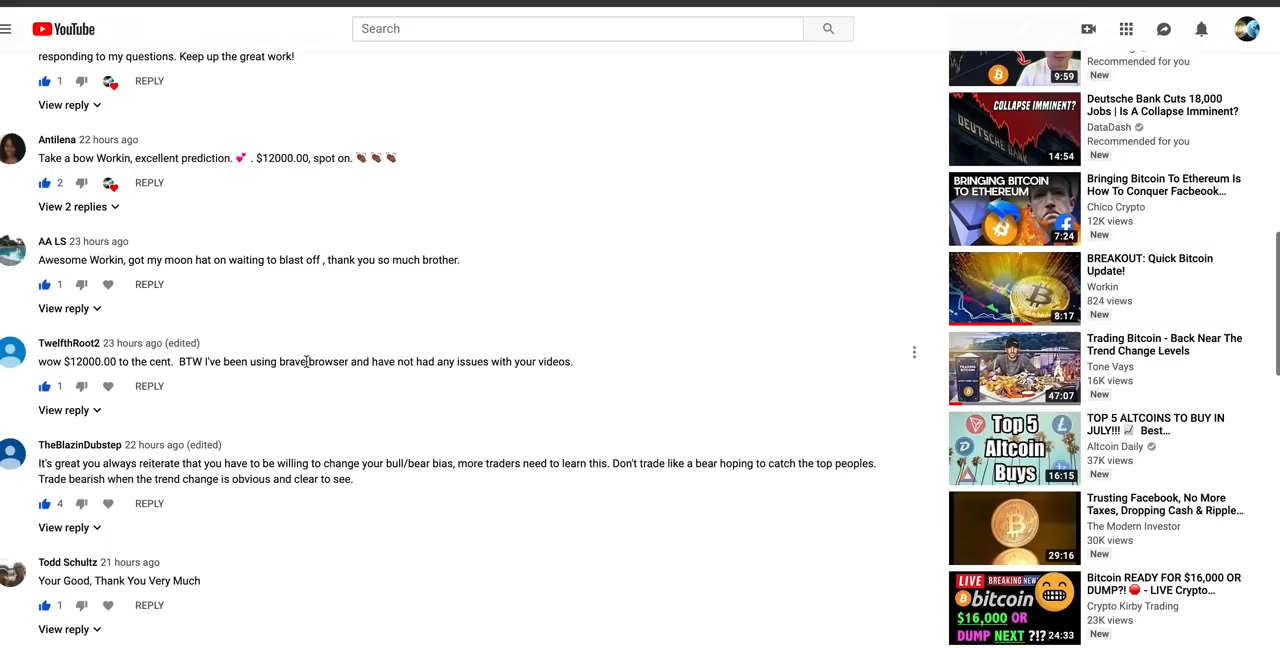 YouTube
Search
responding to my questions. Keep up the great work!
1 REPLY
View reply
Antilena 22 hours ago
Take a bow Workin, excellent prediction. 💕 . $12000.00, spot on. 👏🏾 👏🏾 👏🏾
2 REPLY
View 2 replies
AA LS 23 hours ago
Awesome Workin, got my moon hat on waiting to blast off , thank you so much brother.
1 REPLY
View reply
TwelfthRoot2 23 hours ago (edited)
wow $12000.00 to the cent. BTW I've been using brave browser and have not had any issues with your videos.
1 REPLY
View reply
TheBlazinDubstep 22 hours ago (edited)
It's great you always reiterate that you have to be willing to change your bull/bear bias, more traders need to learn this. Don't trade like a bear hoping to catch the top peoples.
Trade bearish when the trend change is obvious and clear to see.
4 REPLY
View reply
Todd Schultz 21 hours ago
Your Good, Thank You Very Much
1 REPLY
View reply
9:59
Recommended for you
New
COLLAPSE IMMINENT?
DEUTSCHE BANK
14:54
Deutsche Bank Cuts 18,000
Jobs | Is A Collapse Imminent?
DataDash
Recommended for you
New
BRINGING BITCOIN
TO ETHEREUM
7:24
Bringing Bitcoin To Ethereum Is
How To Conquer Facbeook...
Chico Crypto
12K views
New
8:17
BREAKOUT: Quick Bitcoin
Update!
Workin
824 views
New
47:07
Trading Bitcoin - Back Near The
Trend Change Levels
Tone Vays
16K views
New
Top 5
Altcoin
Buys
16:15
TOP 5 ALTCOINS TO BUY IN
JULY!!! 📈 Best...
Altcoin Daily
37K views
New
29:16
Trusting Facebook, No More
Taxes, Dropping Cash & Ripple...
The Modern Investor
30K views
New
LIVE BREAKING NEW
bitcoin
$16,000 OR
DUMP NEXT ?!?
24:33
Bitcoin READY FOR $16,000 OR
DUMP?! 🔴 - LIVE Crypto...
Crypto Kirby Trading
23K views
New